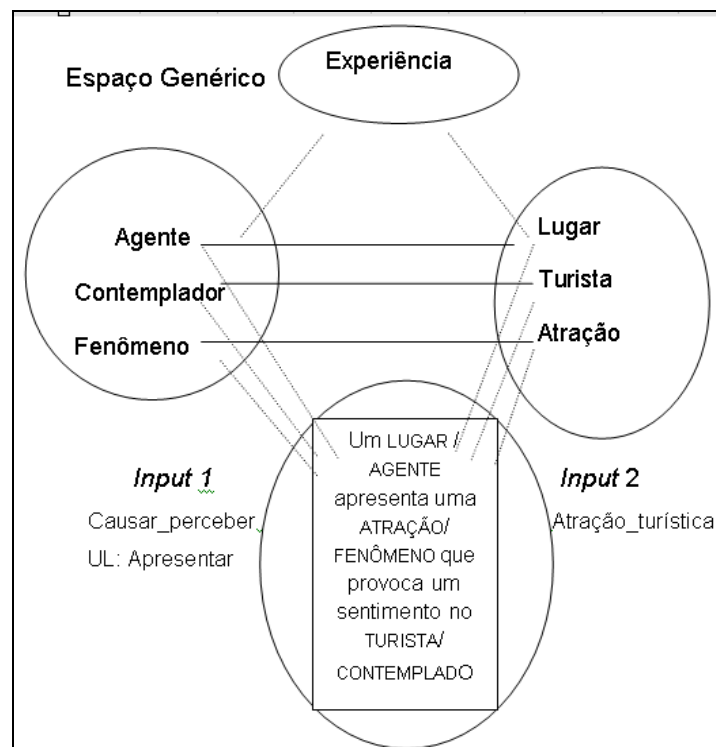 Experiência
Espaço Genérico
Agente
Contemplador
Fenômeno
Lugar
Turista
Atração
Um LUGAR /
AGENTE
apresenta uma
ATRAÇÃO/
FENÔMENO que
provoca um
sentimento no
TURISTA/
CONTEMPLADO
Input 1
Causar_perceber
UL: Apresentar
Input 2
Atração_turística